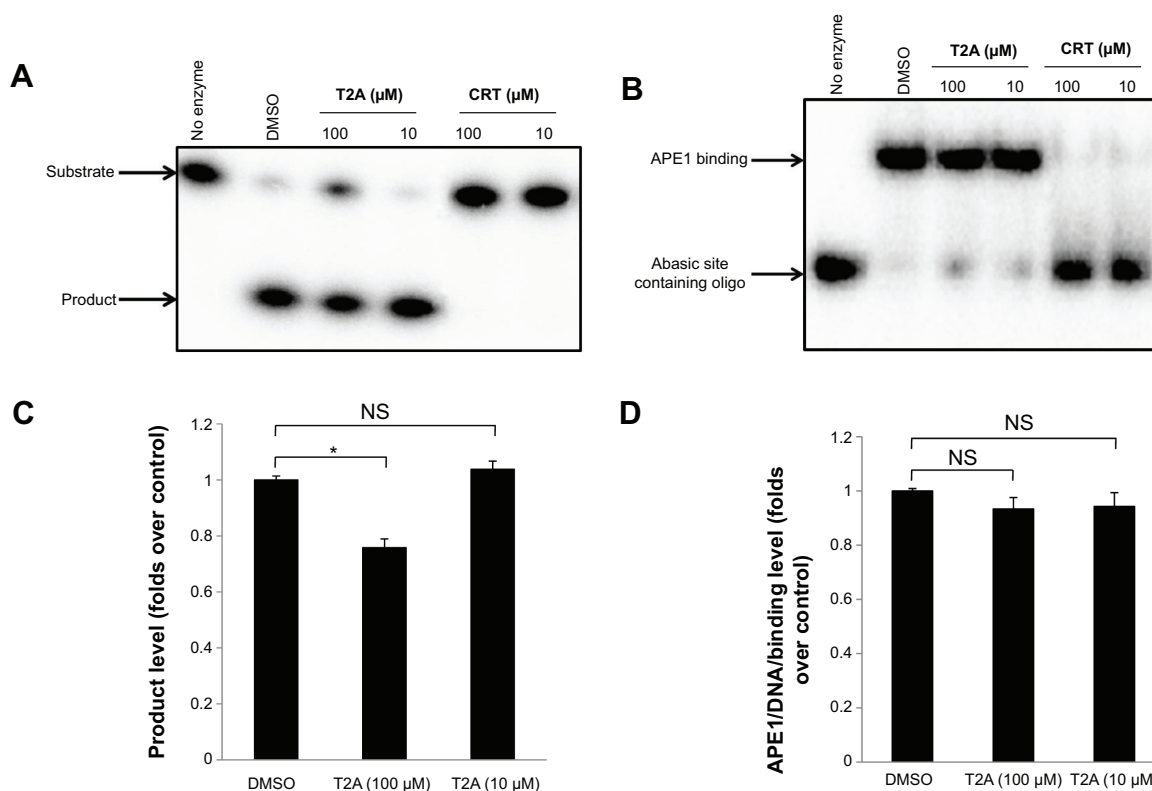 A
No enzyme
DMSO
T2A (µM)
CRT (µM)
100
10
100
10
Substrate
Product
B
No enzyme
DMSO
T2A (µM)
CRT (µM)
100
10
100
10
APE1 binding
Abasic site
containing oligo
C
Product level (folds over control)
1.2
1
0.8
0.6
0.4
0.2
0
NS
*
DMSO
T2A (100 µM)
T2A (10 µM)
D
APE1/DNA/binding level (folds
over control)
1.2
1
0.8
0.6
0.4
0.2
0
NS
NS
DMSO
T2A (100 µM)
T2A (10 µM)